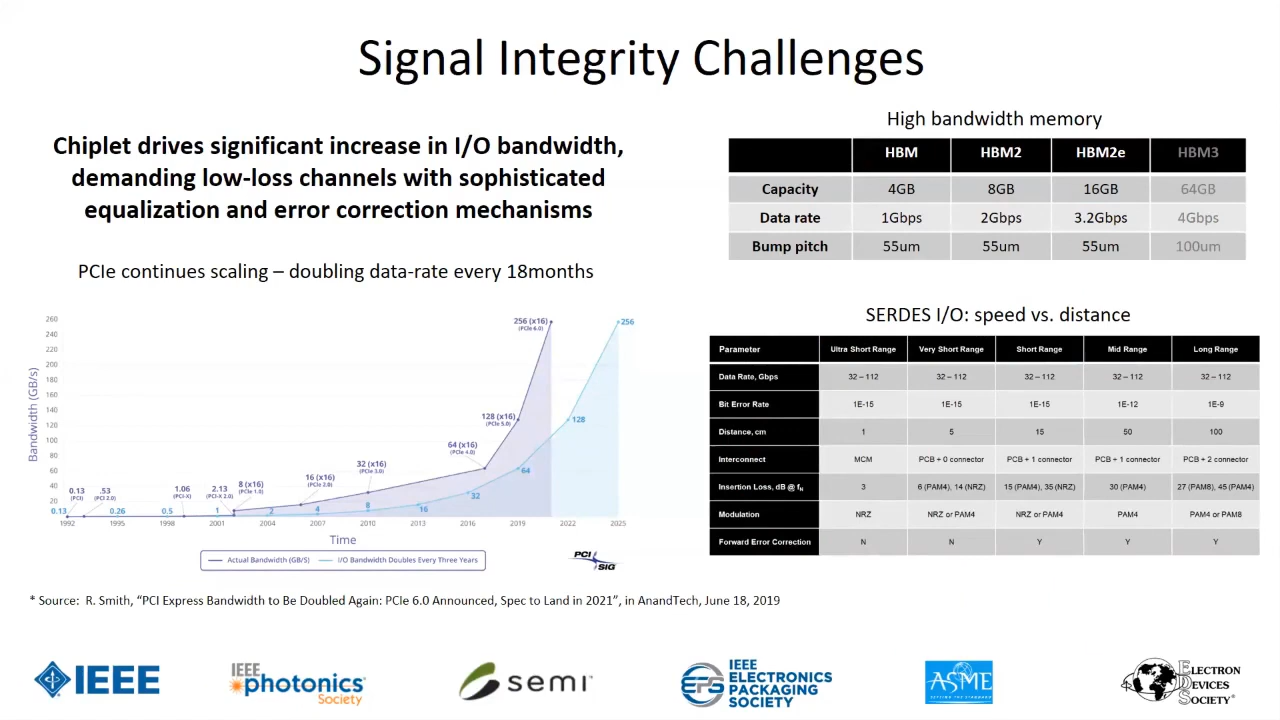 Signal Integrity Challenges
Chiplet drives significant increase in I/O bandwidth,
demanding low-loss channels with sophisticated
equalization and error correction mechanisms
PCIe continues scaling – doubling data-rate every 18months
260
240
220
200
180
160
140
120
100
80
60
40
20
Bandwidth (GB/s)
256 (x16)
(PCIe 6.0)
256
128 (x16)
(PCIe 5.0)
128
64 (x16)
(PCIe 4.0)
64
32 (x16)
(PCIe 3.0)
32
16 (x16)
(PCIe 2.0)
16
8 (x16)
(PCIe 1.0)
8
2.13
(PCI-X 2.0)
1.06
(PCI-X)
.53
(PCI 2.0)
0.13
(PCI)
0.13 0.26 0.5 1 2 4
1992 1995 1998 2001 2004 2007 2010 2013 2016 2019 2022 2025
Time
Actual Bandwidth (GB/S) I/O Bandwidth Doubles Every Three Years
PCI SIG
High bandwidth memory
HBM HBM2 HBM2e HBM3
Capacity 4GB 8GB 16GB 64GB
Data rate 1Gbps 2Gbps 3.2Gbps 4Gbps
Bump pitch 55um 55um 55um 100um
SERDES I/O: speed vs. distance
Parameter Ultra Short Range Very Short Range Short Range Mid Range Long Range
Data Rate, Gbps 32 – 112 32 – 112 32 – 112 32 – 112 32 – 112
Bit Error Rate 1E-15 1E-15 1E-15 1E-12 1E-9
Distance, cm 1 5 15 50 100
Interconnect MCM PCB + 0 connector PCB + 1 connector PCB + 1 connector PCB + 2 connector
Insertion Loss, dB @ fN 3 6 (PAM4), 14 (NRZ) 15 (PAM4), 35 (NRZ) 30 (PAM4) 27 (PAM8), 45 (PAM4)
Modulation NRZ NRZ or PAM4 NRZ or PAM4 PAM4 PAM4 or PAM8
Forward Error Correction N N Y Y Y
* Source: R. Smith, “PCI Express Bandwidth to Be Doubled Again: PCIe 6.0 Announced, Spec to Land in 2021”, in AnandTech, June 18, 2019
IEEE
IEEE
photonics
Society
semi
EPS
IEEE
ELECTRONICS
PACKAGING
SOCIETY
ASME
SETTING THE STANDARD
EDS
ELECTRON
DEVICES
SOCIETY®